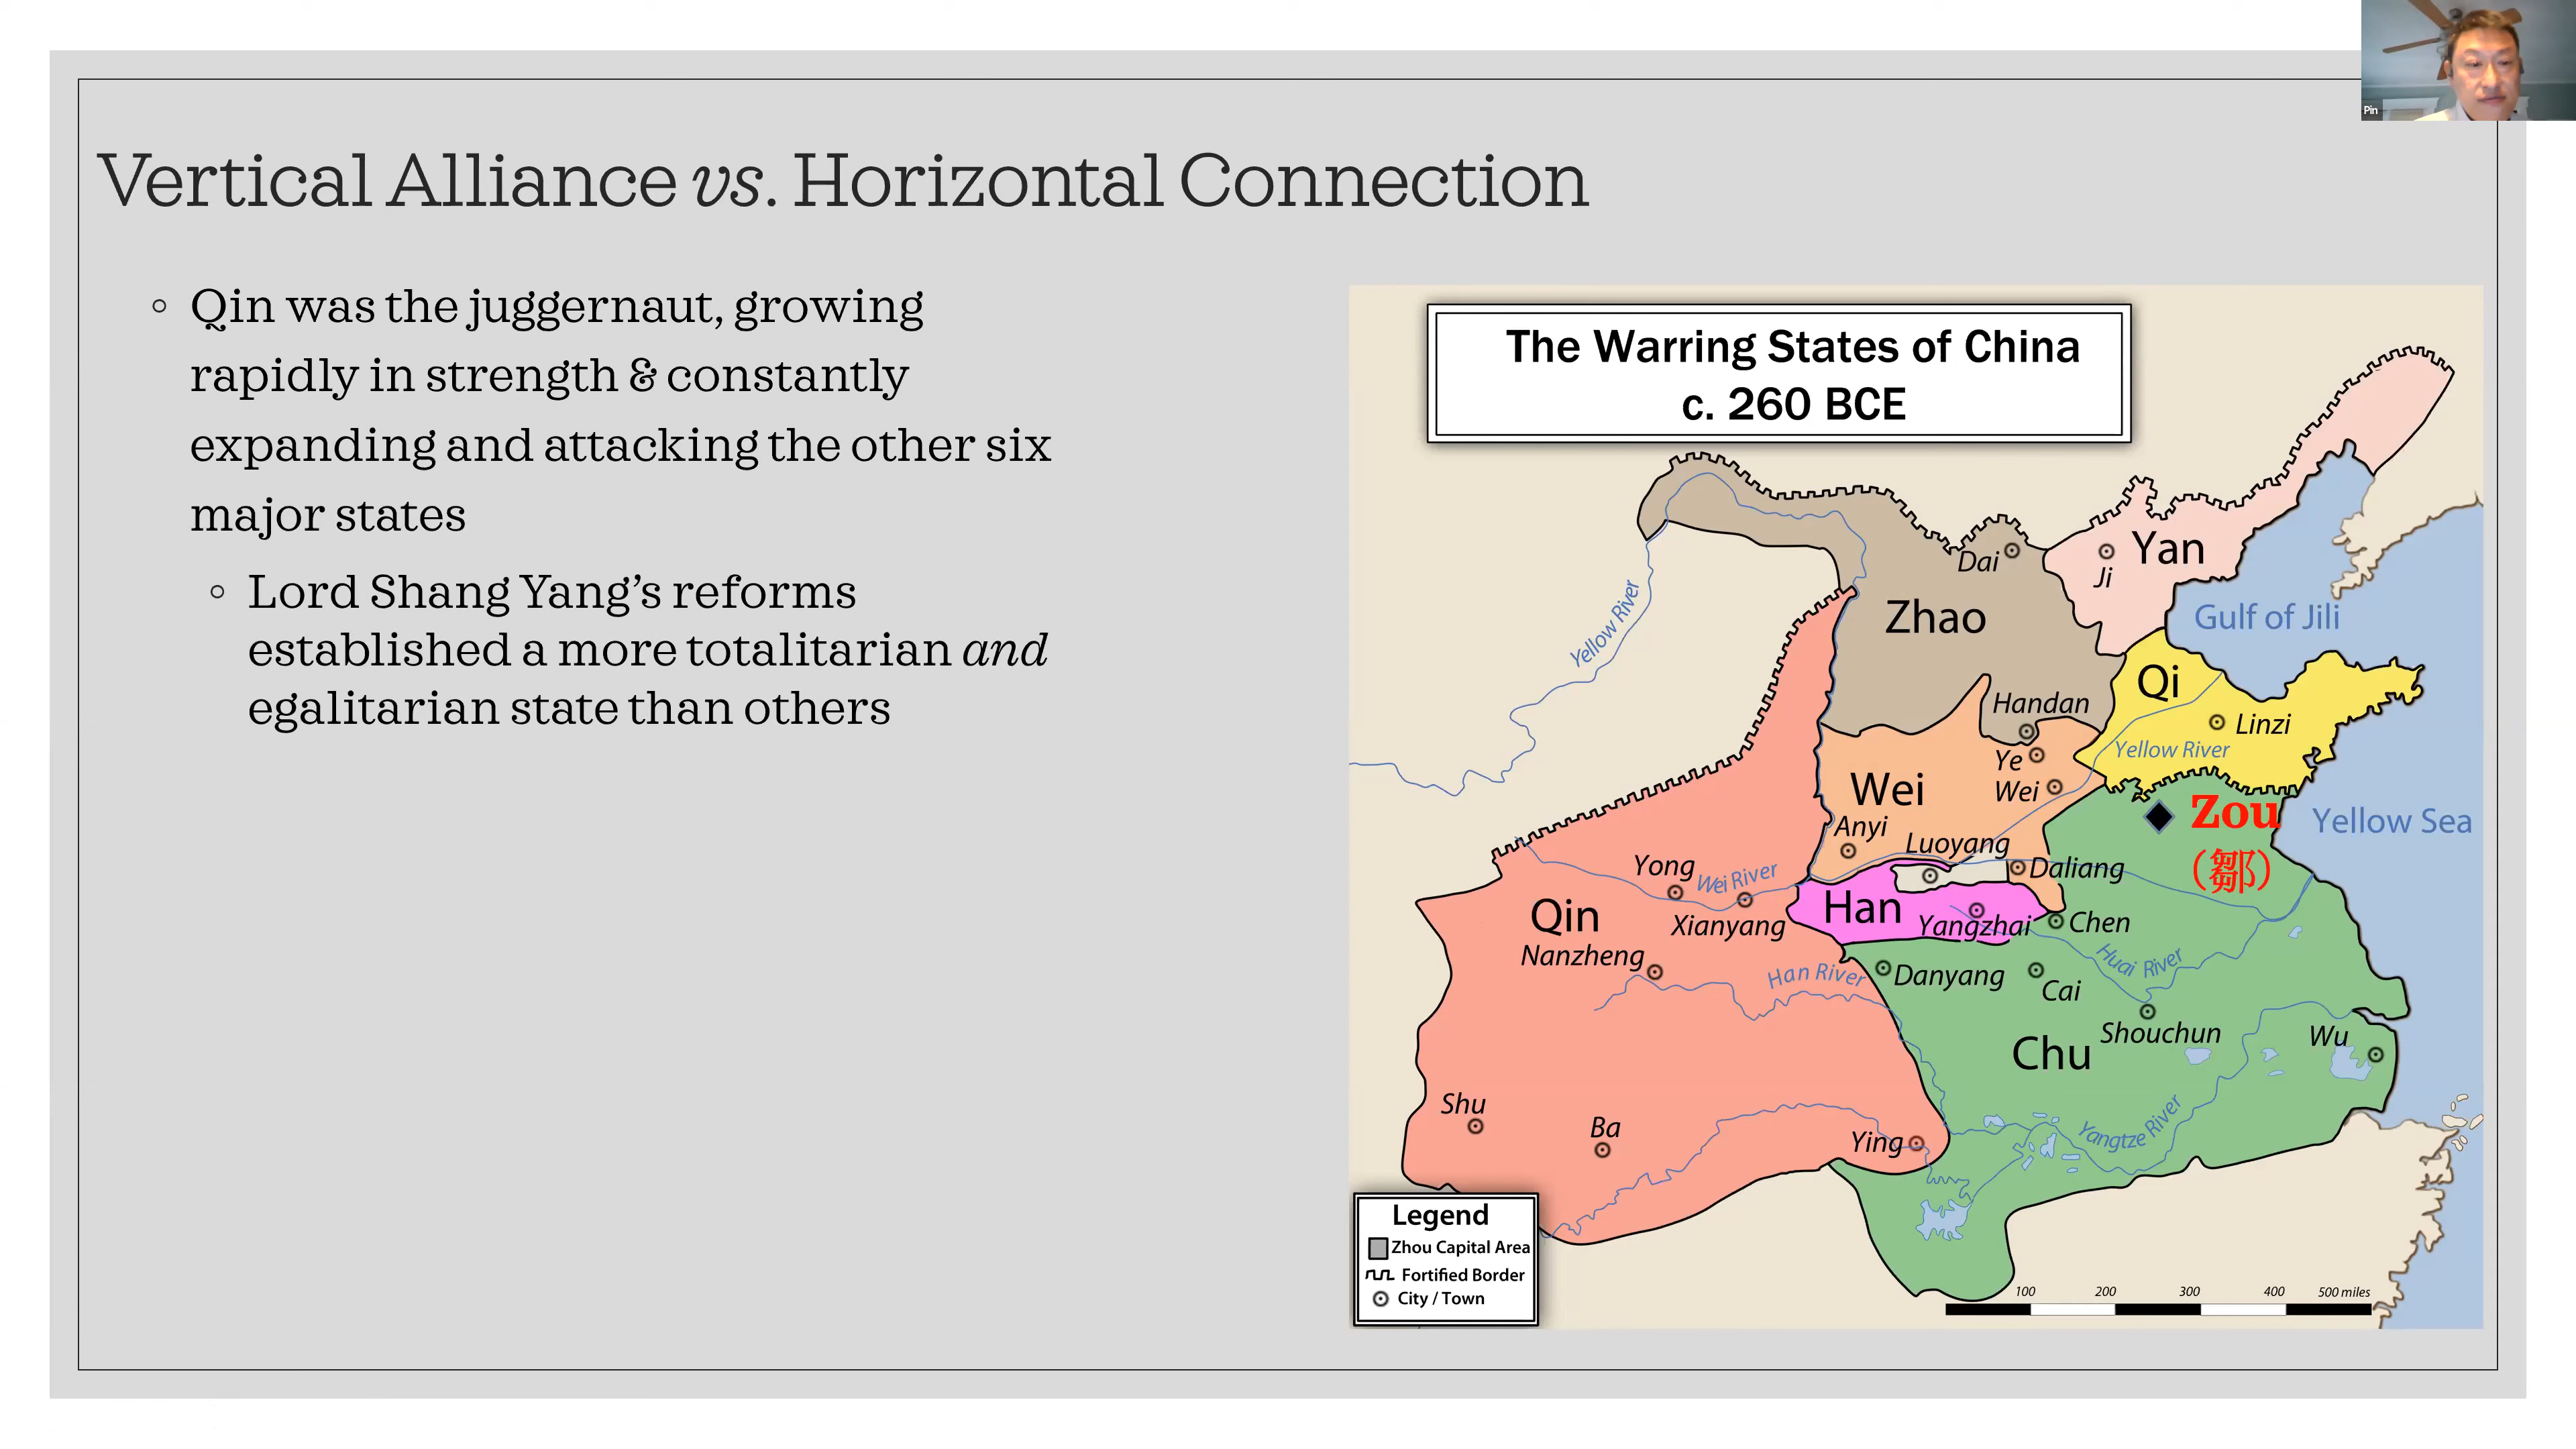 Pin
Vertical Alliance vs. Horizontal Connection
◦ Qin was the juggernaut, growing
rapidly in strength & constantly
expanding and attacking the other six
major states
◦ Lord Shang Yang’s reforms
established a more totalitarian and
egalitarian state than others
The Warring States of China
c. 260 BCE
Dai
Yan
Ji
Zhao
Yellow River
Gulf of Jili
Qi
Handan
Linzi
Yellow River
Ye
Wei
Wei
Zou
(鄒)
Yellow Sea
Anyi
Luoyang
Daliang
Yong
Wei River
Qin
Xianyang
Han
Yangzhai
Chen
Nanzheng
Han River
Danyang
Huai River
Cai
Shouchun
Chu
Wu
Shu
Ba
Ying
Yangtze River
Legend
Zhou Capital Area
Fortified Border
City / Town
100 200 300 400 500 miles